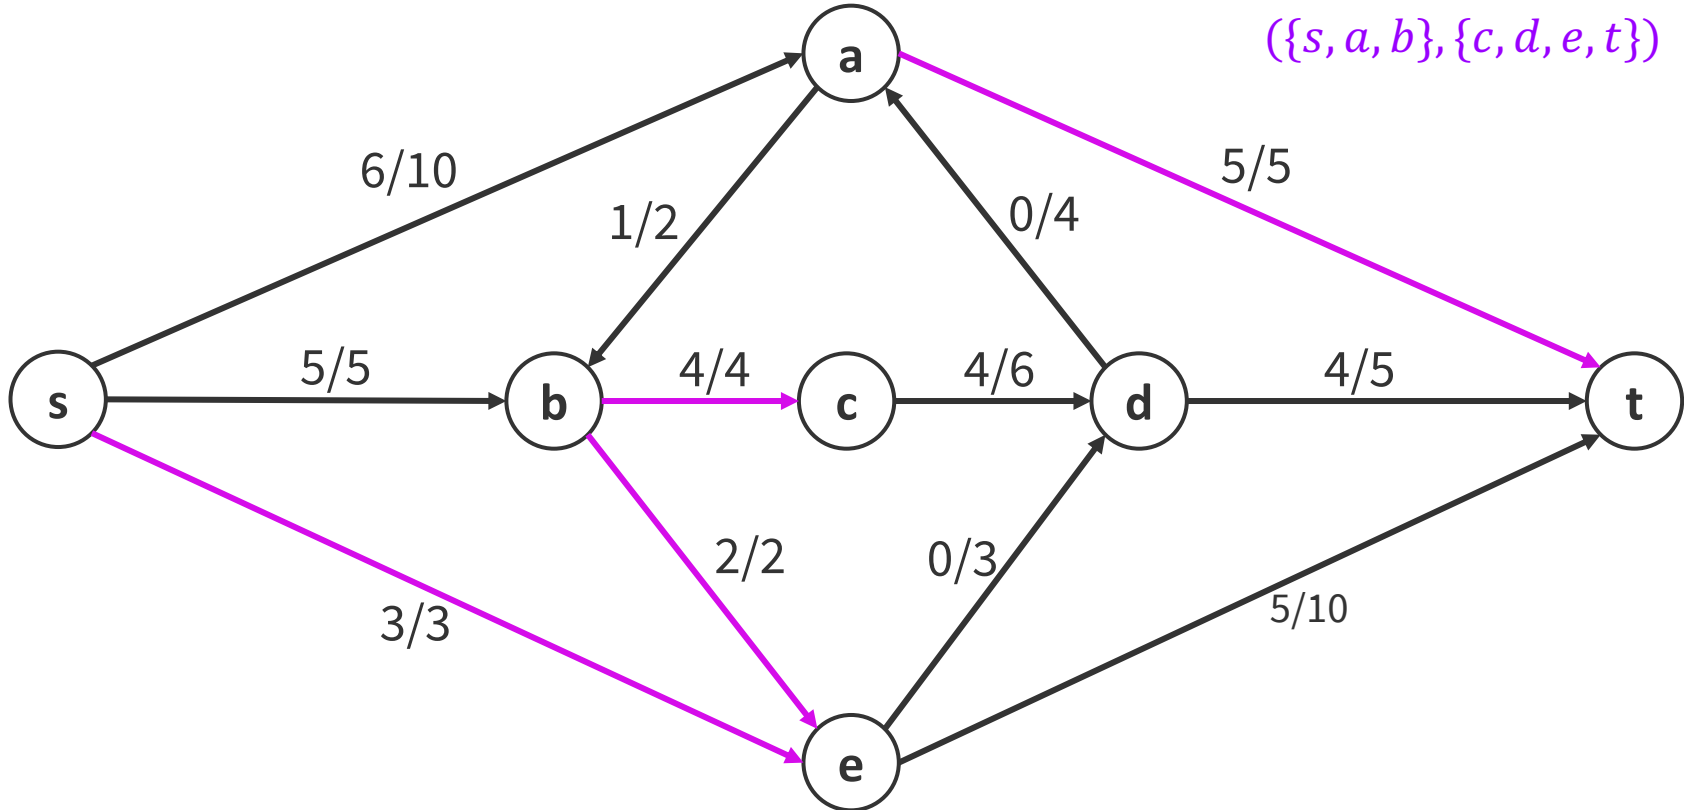 ({s, a, b}, {c, d, e, t})
a
6/10
5/5
1/2
0/4
s
5/5
b
4/4
c
4/6
d
4/5
t
3/3
2/2
0/3
5/10
e